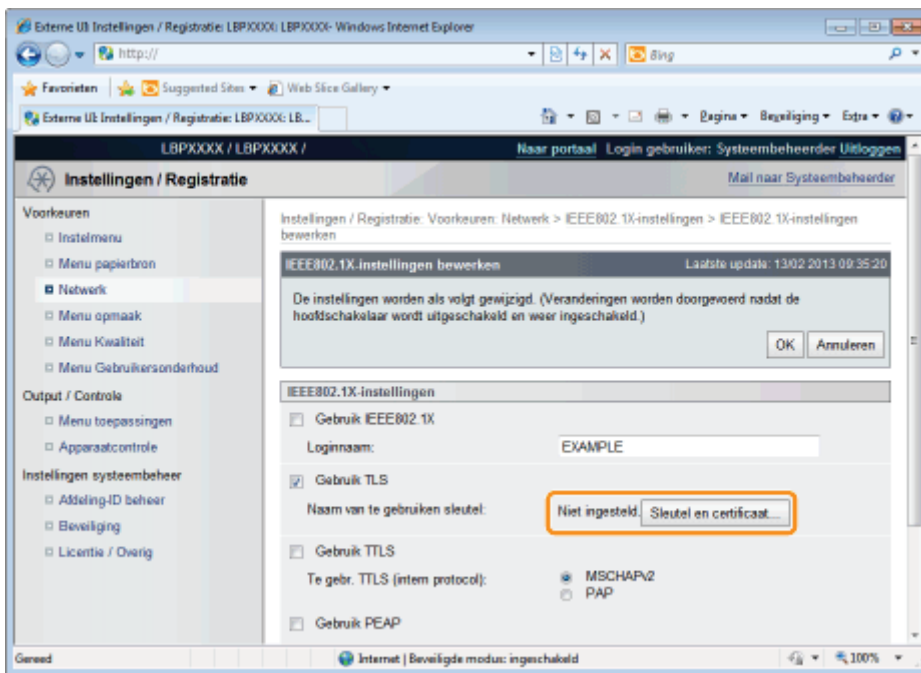 Externe UI: Instellingen / Registratie: LBPXXXX: LBPXXXX- Windows Internet Explorer
http://
Bing
Favorieten
Suggested Sites
Web Slice Gallery
Externe UI: Instellingen / Registratie: LBPXXXX: LB...
Pagina
Beveiliging
Extra
LBPXXXX / LBPXXXX /
Naar portaal Login gebruiker: Systeembeheerder Uitloggen
Instellingen / Registratie
Mail naar Systeembeheerder
Voorkeuren
Instelmenu
Menu papierbron
Netwerk
Menu opmaak
Menu Kwaliteit
Menu Gebruikersonderhoud
Output / Controle
Menu toepassingen
Apparaatcontrole
Instellingen systeembeheer
Afdeling-ID beheer
Beveiliging
Licentie / Overig
Instellingen / Registratie: Voorkeuren: Netwerk > IEEE802.1X-instellingen > IEEE802.1X-instellingen
bewerken
IEEE802.1X-instellingen bewerken
Laatste update: 13/02 2013 09:35:20
De instellingen worden als volgt gewijzigd. (Veranderingen worden doorgevoerd nadat de
hoofdschakelaar wordt uitgeschakeld en weer ingeschakeld.)
OK
Annuleren
IEEE802.1X-instellingen
Gebruik IEEE802.1X
Loginnaam: EXAMPLE
Gebruik TLS
Naam van te gebruiken sleutel: Niet ingesteld. Sleutel en certificaat...
Gebruik TTLS
Te gebr. TTLS (intern protocol): MSCHAPv2
PAP
Gebruik PEAP
Gereed
Internet | Beveiligde modus: ingeschakeld
100%